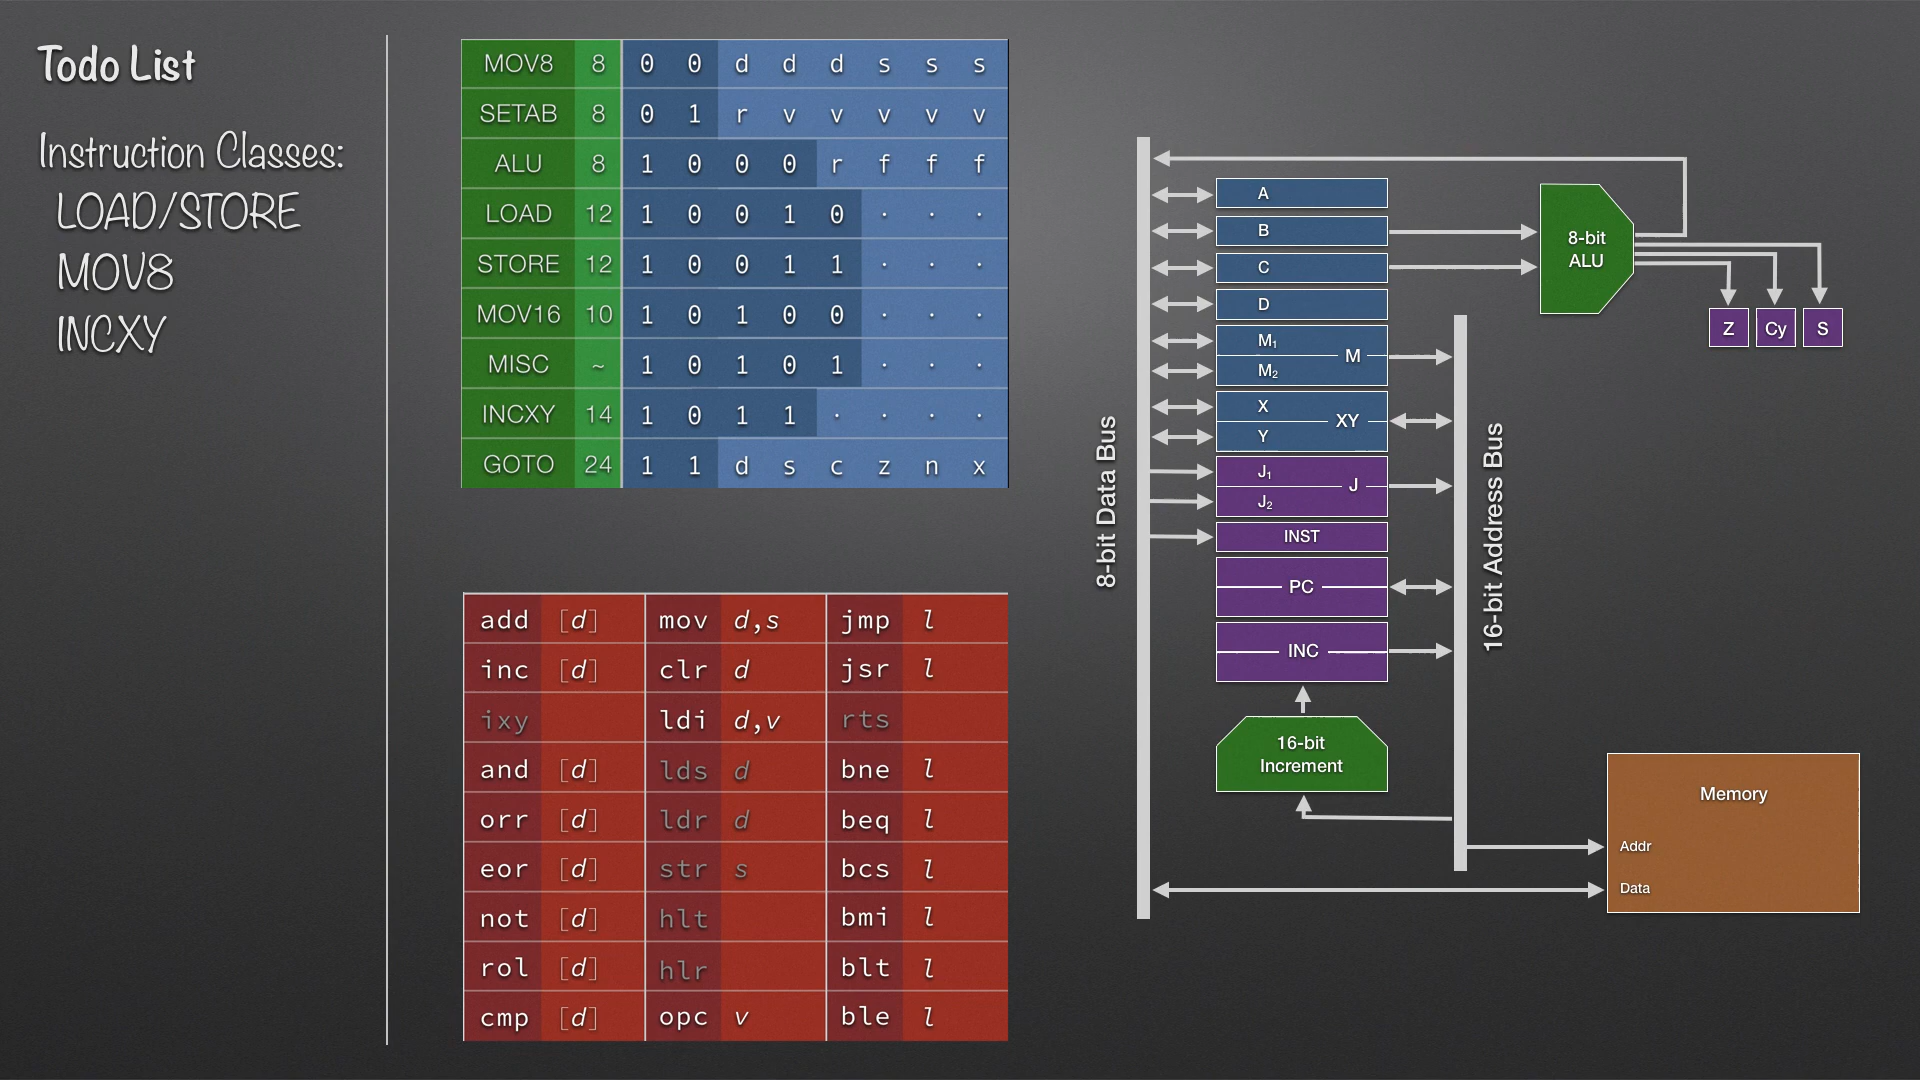 Todo List
Instruction Classes:
LOAD/STORE
MOV8
INCXY
MOV8 8 0 0 d d d s s s
SETAB 8 0 1 r v v v v v
ALU 8 1 0 0 0 r f f f
LOAD 12 1 0 0 1 0 · · ·
STORE 12 1 0 0 1 1 · · ·
MOV16 10 1 0 1 0 0 · · ·
MISC ~ 1 0 1 0 1 · · ·
INCXY 14 1 0 1 1 · · · ·
GOTO 24 1 1 d s c z n x
add [d] mov d,s jmp l
inc [d] clr d jsr l
ixy ldi d,v rts
and [d] lds d bne l
orr [d] ldr d beq l
eor [d] str s bcs l
not [d] hlt bmi l
rol [d] hlr blt l
cmp [d] opc v ble l
8-bit Data Bus
A
B
C
D
M1
M
M2
X
XY
Y
J1
J
J2
INST
PC
INC
16-bit
Increment
16-bit Address Bus
8-bit
ALU
Z Cy S
Memory
Addr
Data